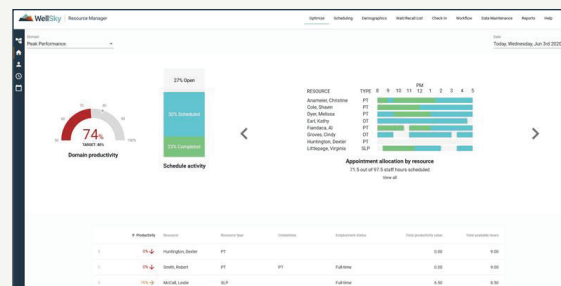 WellSky | Resource Manager
Optimize Scheduling Demographics Wait/Recall List Check In Workflow Data Maintenance Reports Help
Domain
Peak Performance
Date
Today, Wednesday, Jun 3rd 2020
74%
TARGET: 80%
100%
Domain productivity
27% Open
23% Completed
Schedule activity
PM
RESOURCE TYPE 8 9 10 11 12 1 2 3 4 5
Anzmeier, Christine PT
Cole, Shawn PT
Dyer, Melissa PT
Earl, Kathy OT
Fiandaca, Al PT
Groves, Cindy OT
Huntington, Dexter PT
Littlepage, Virginia SLP
Appointment allocation by resource
71.5 out of 97.5 staff hours scheduled
View all
Productivity Resource Resource type Credentials Employment status Total productivity value Total available hours
0% Huntington, Dexter PT 0.00 9.00
0% Smith, Robert PT PT Full-time 0.00 9.00
McCall, Leslie SLP Full-time 6.50 8.50